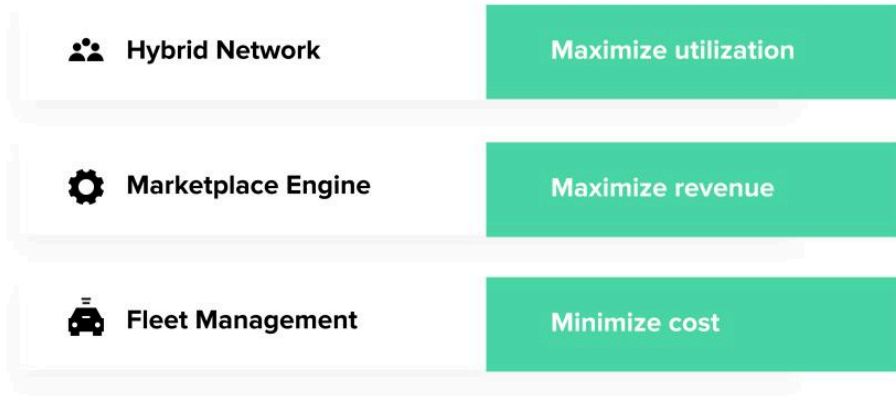 Hybrid Network
Maximize utilization
Marketplace Engine
Maximize revenue
Fleet Management
Minimize cost